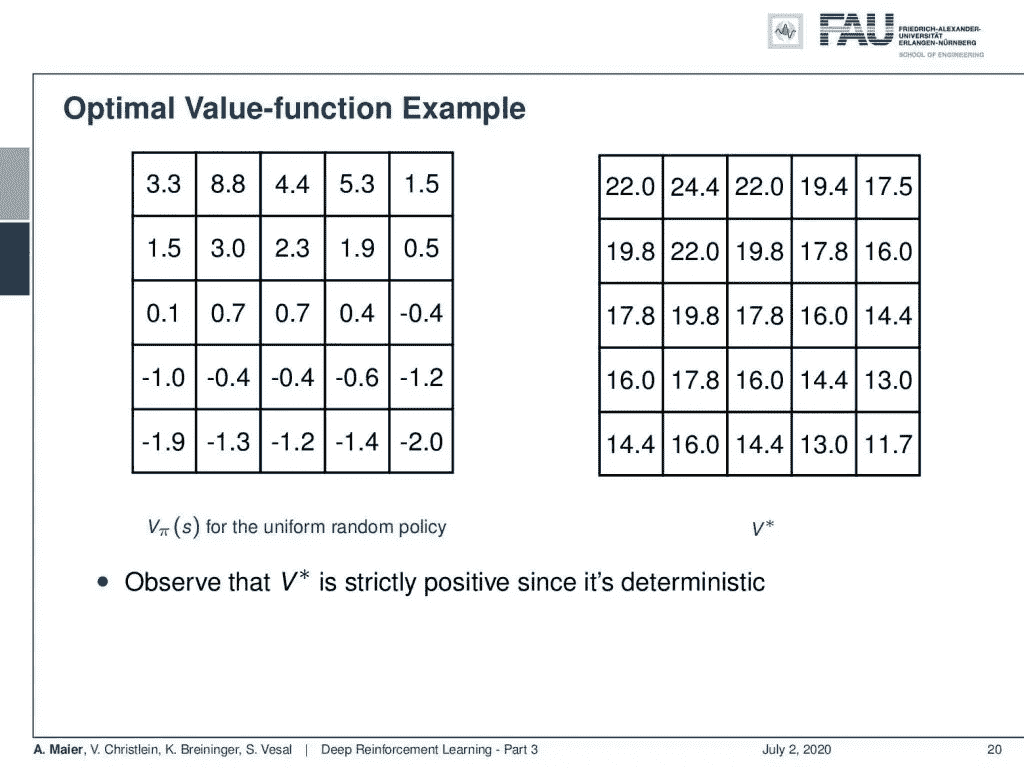 FAU
FRIEDRICH-ALEXANDER-
UNIVERSITÄT
ERLANGEN-NÜRNBERG
SCHOOL OF ENGINEERING
Optimal Value-function Example
3.3 8.8 4.4 5.3 1.5
1.5 3.0 2.3 1.9 0.5
0.1 0.7 0.7 0.4 -0.4
-1.0 -0.4 -0.4 -0.6 -1.2
-1.9 -1.3 -1.2 -1.4 -2.0
Vπ(s) for the uniform random policy
22.0 24.4 22.0 19.4 17.5
19.8 22.0 19.8 17.8 16.0
17.8 19.8 17.8 16.0 14.4
16.0 17.8 16.0 14.4 13.0
14.4 16.0 14.4 13.0 11.7
V*
• Observe that V* is strictly positive since it's deterministic
A. Maier, V. Christlein, K. Breininger, S. Vesal | Deep Reinforcement Learning - Part 3 July 2, 2020 20